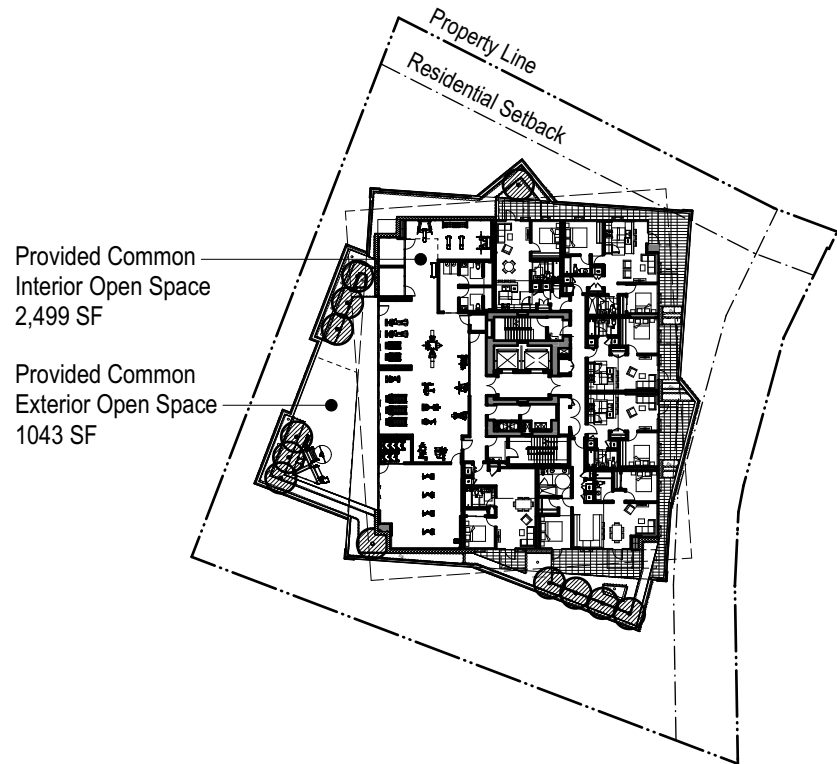 Property Line
Residential Setback
Provided Common
Interior Open Space
2,499 SF
Provided Common
Exterior Open Space
1043 SF